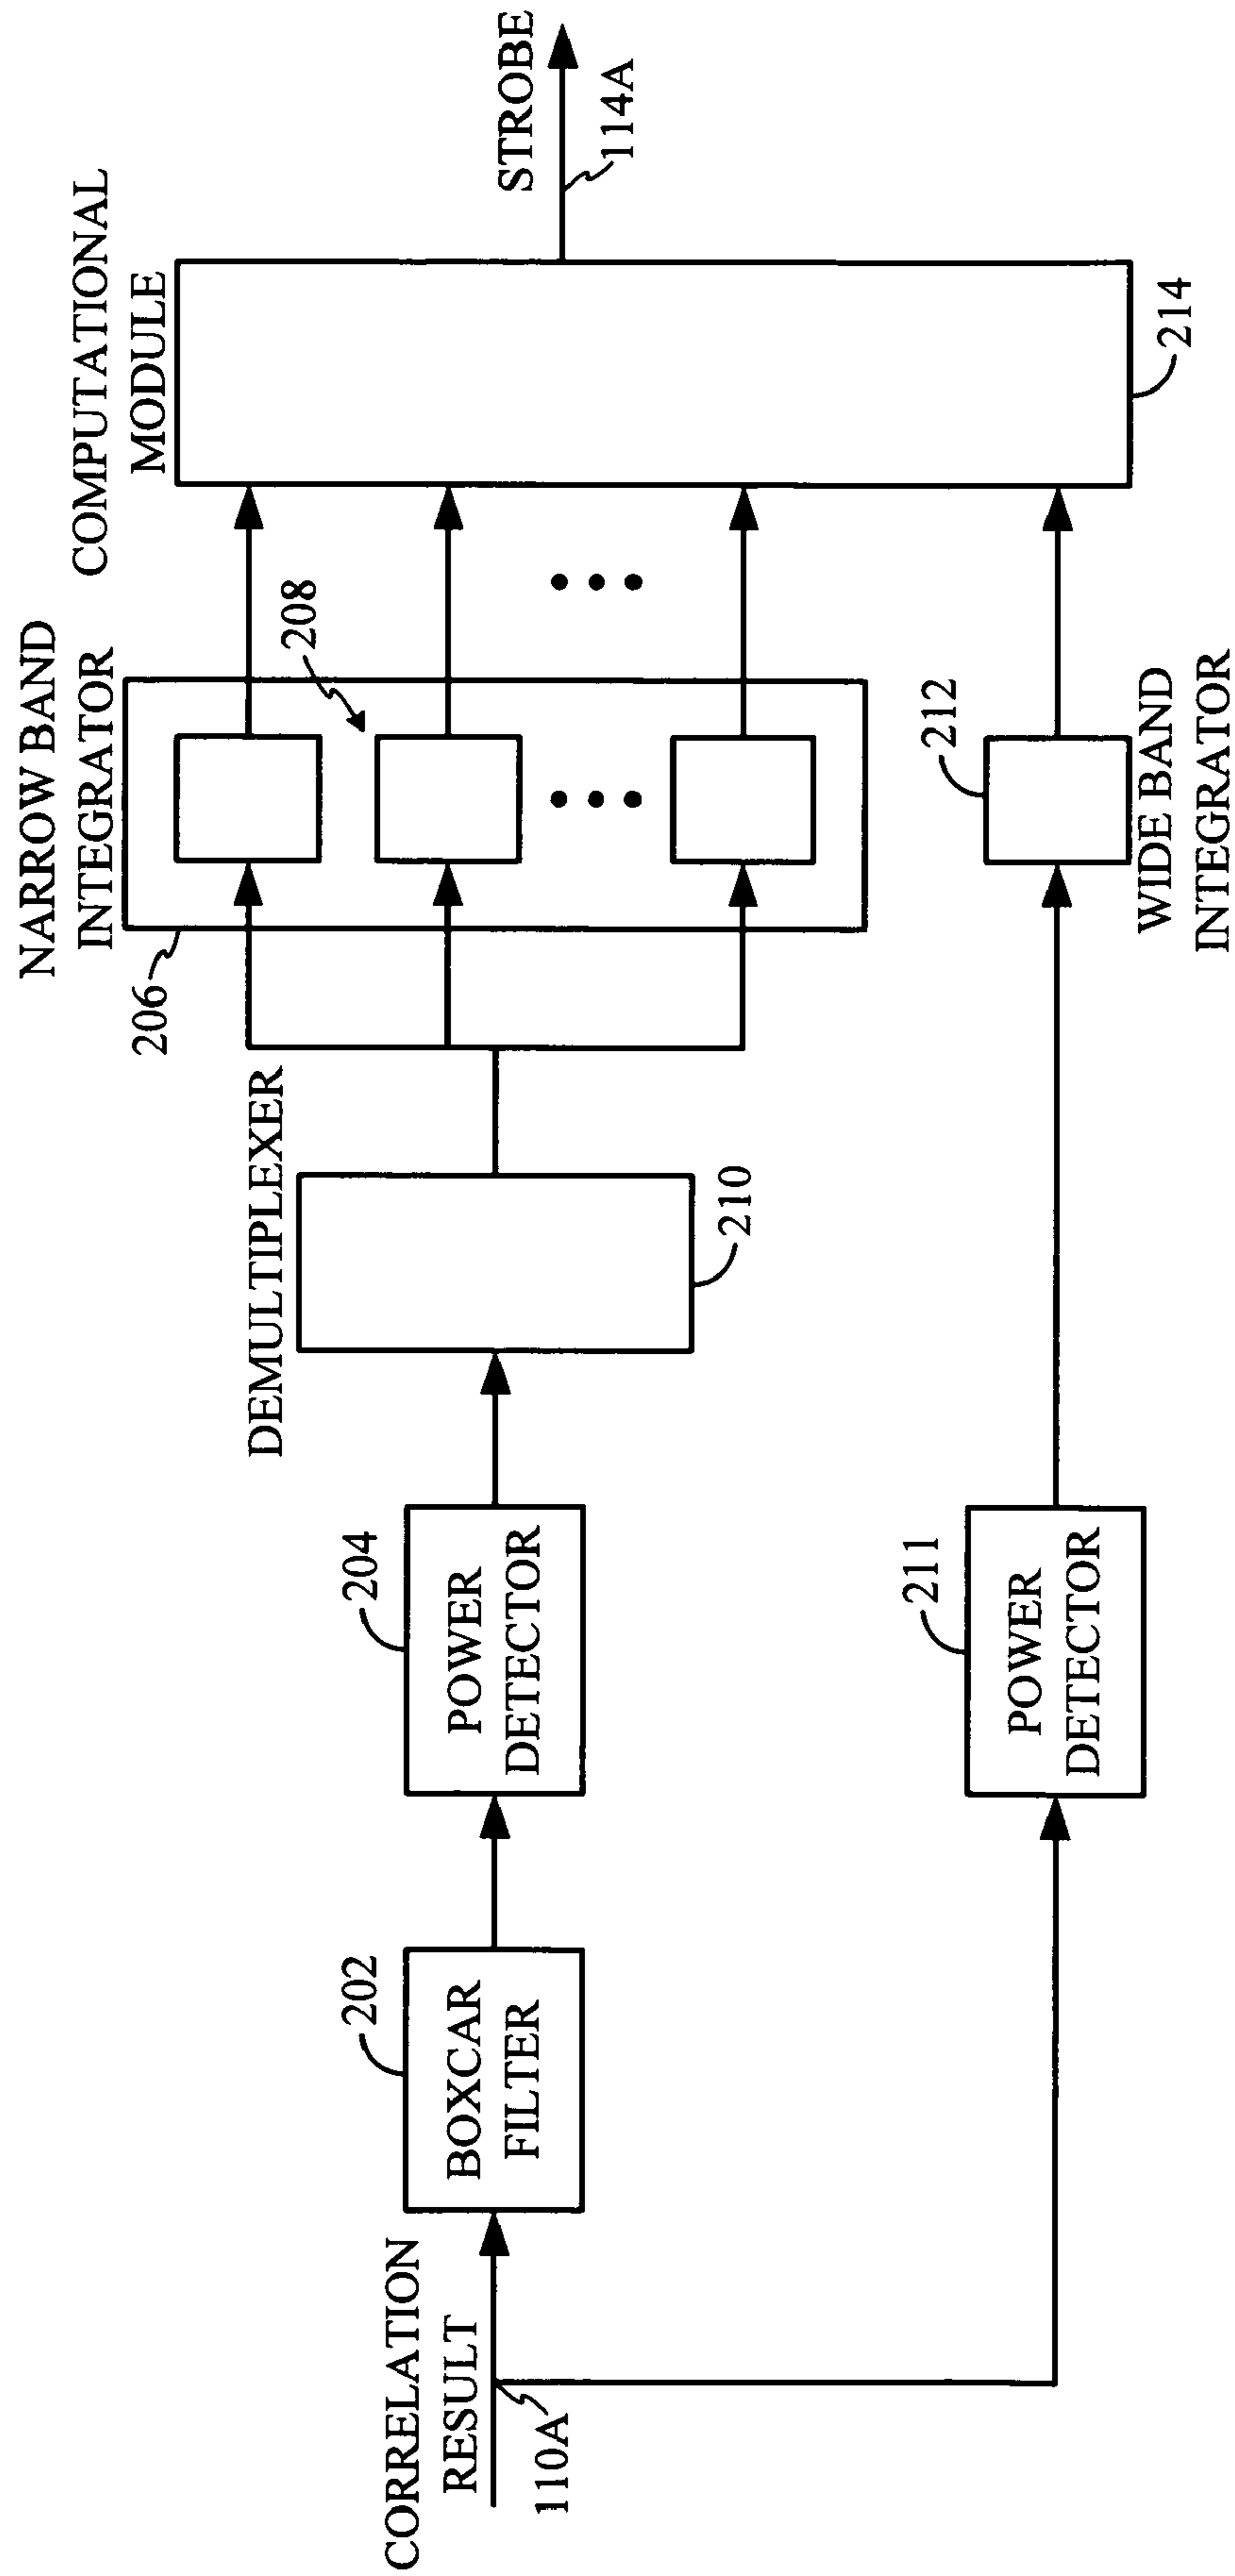 CORRELATION
RESULT
110A
202
BOXCAR
FILTER
204
POWER
DETECTOR
211
POWER
DETECTOR
DEMULTIPLEXER
210
NARROW BAND
INTEGRATOR
206
208
212
WIDE BAND
INTEGRATOR
COMPUTATIONAL
MODULE
214
STROBE
114A